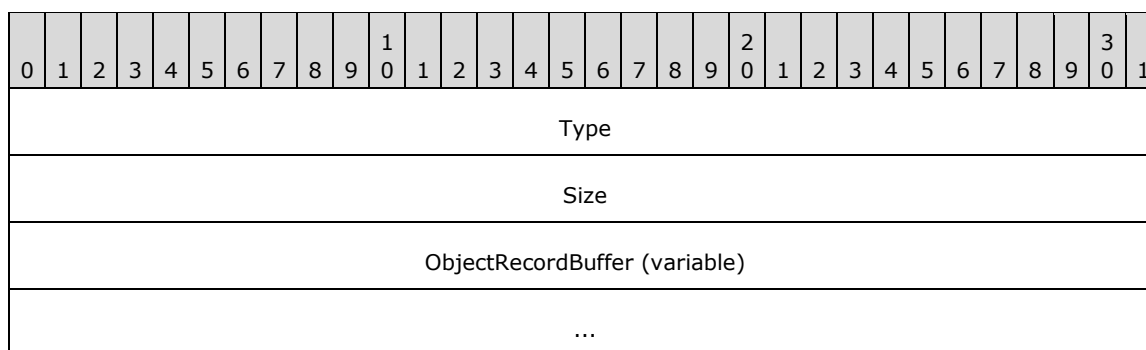 1 2 3
0 1 2 3 4 5 6 7 8 9 0 1 2 3 4 5 6 7 8 9 0 1 2 3 4 5 6 7 8 9 0 1
Type
Size
ObjectRecordBuffer (variable)
...